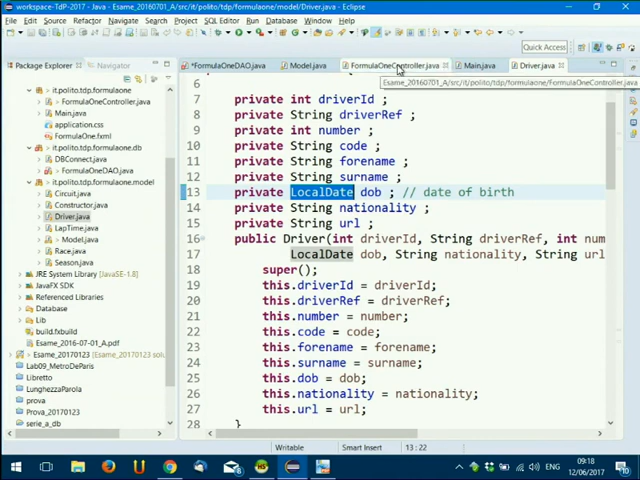 workspace-TdP-2017 - Esame_20160701_A/src/it/polito/tdp/formulaone/model/Driver.java - Eclipse
File Edit Source Refactor Navigate Search Project SQL Editor Run Database Window Help
Quick Access
Package Explorer Navigator
*FormulaOneDAO.java Model.java FormulaOneController.java Main.java Driver.java
Esame_20160701_A/src/it/polito/tdp/formulaone/FormulaOneController.java
it.polito.tdp.formulaone
FormulaOneController.java
Main.java
application.css
FormulaOne.fxml
it.polito.tdp.formulaone.db
DBConnect.java
FormulaOneDAO.java
it.polito.tdp.formulaone.model
Circuit.java
Constructor.java
Driver.java
LapTime.java
Model.java
Race.java
Season.java
JRE System Library [JavaSE-1.8]
JavaFX SDK
Referenced Libraries
Database
Lib
build.fxbuild
Esame_2016-07-01_A.pdf
Esame_20170123 [Esame_20170123 solu
Lab09_MetroDeParis
Libretto
LunghezzaParola
prova
Prova_20170123
serie_a_db
6
7 private int driverId ;
8 private String driverRef ;
9 private int number ;
10 private String code ;
11 private String forename ;
12 private String surname ;
13 private LocalDate dob ; // date of birth
14 private String nationality ;
15 private String url ;
16 public Driver(int driverId, String driverRef, int num
17 LocalDate dob, String nationality, String url
18 super();
19 this.driverId = driverId;
20 this.driverRef = driverRef;
21 this.number = number;
22 this.code = code;
23 this.forename = forename;
24 this.surname = surname;
25 this.dob = dob;
26 this.nationality = nationality;
27 this.url = url;
28 }
Writable Smart Insert 13 : 22
ENG 09:18
12/06/2017